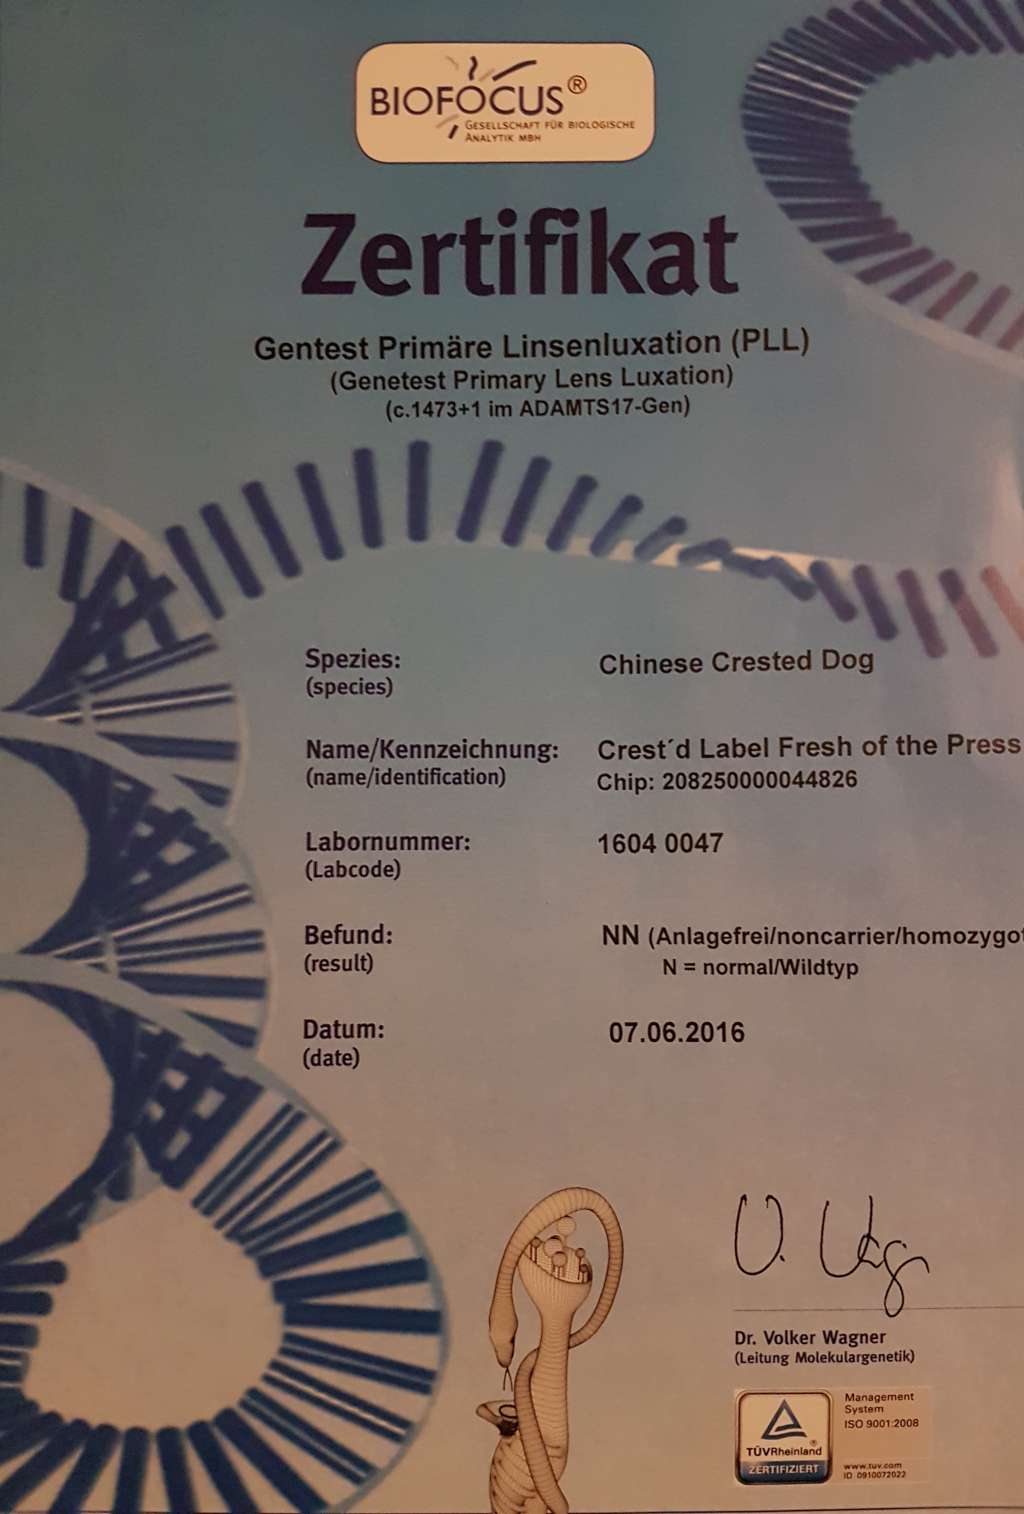 BIOFOCUS®
GESELLSCHAFT FÜR BIOLOGISCHE
ANALYTIK MBH
Zertifikat
Gentest Primäre Linsenluxation (PLL)
(Genetest Primary Lens Luxation)
(c.1473+1 im ADAMTS17-Gen)
Spezies: Chinese Crested Dog
(species)
Name/Kennzeichnung: Crest´d Label Fresh of the Press
(name/identification) Chip: 208250000044826
Labornummer: 1604 0047
(Labcode)
Befund: NN (Anlagefrei/noncarrier/homozygot
(result) N = normal/Wildtyp
Datum: 07.06.2016
(date)
Dr. Volker Wagner
(Leitung Molekulargenetik)
Management
System
ISO 9001:2008
TÜVRheinland®
ZERTIFIZIERT
www.tuv.com
ID 0910072022